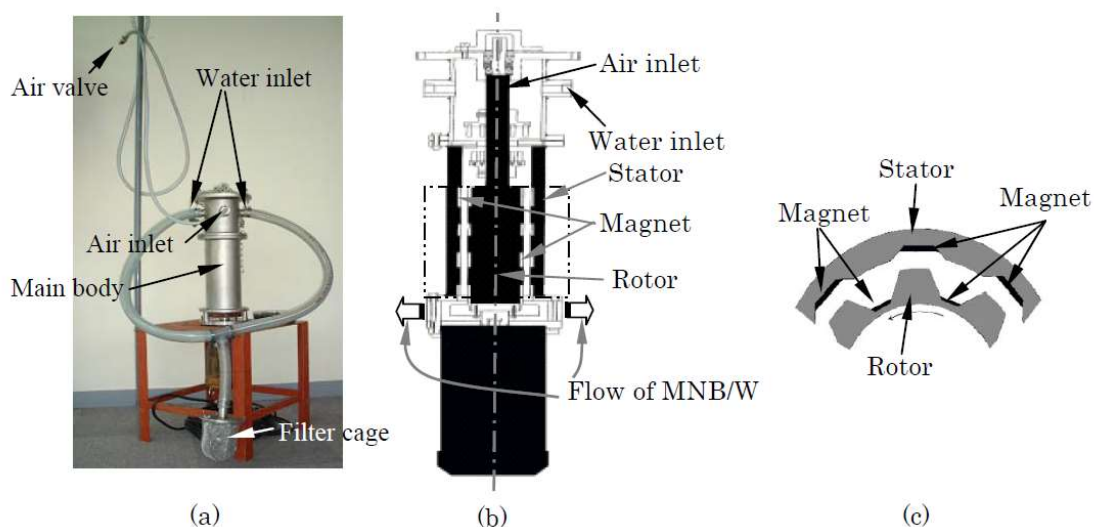 Air valve
Water inlet
Air inlet
Main body
Filter cage
(a)
Air inlet
Water inlet
Stator
Magnet
Rotor
Flow of MNB/W
(b)
Stator
Magnet
Magnet
Rotor
(c)